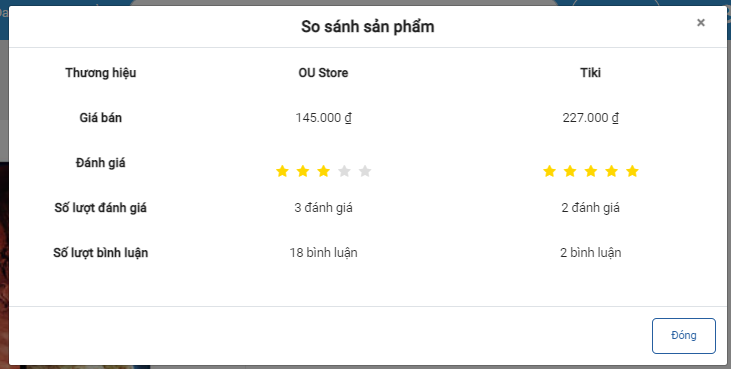 So sánh sản phẩm ×
Thương hiệu OU Store Tiki
Giá bán 145.000 ₫ 227.000 ₫
Đánh giá
Số lượt đánh giá 3 đánh giá 2 đánh giá
Số lượt bình luận 18 bình luận 2 bình luận
Đóng